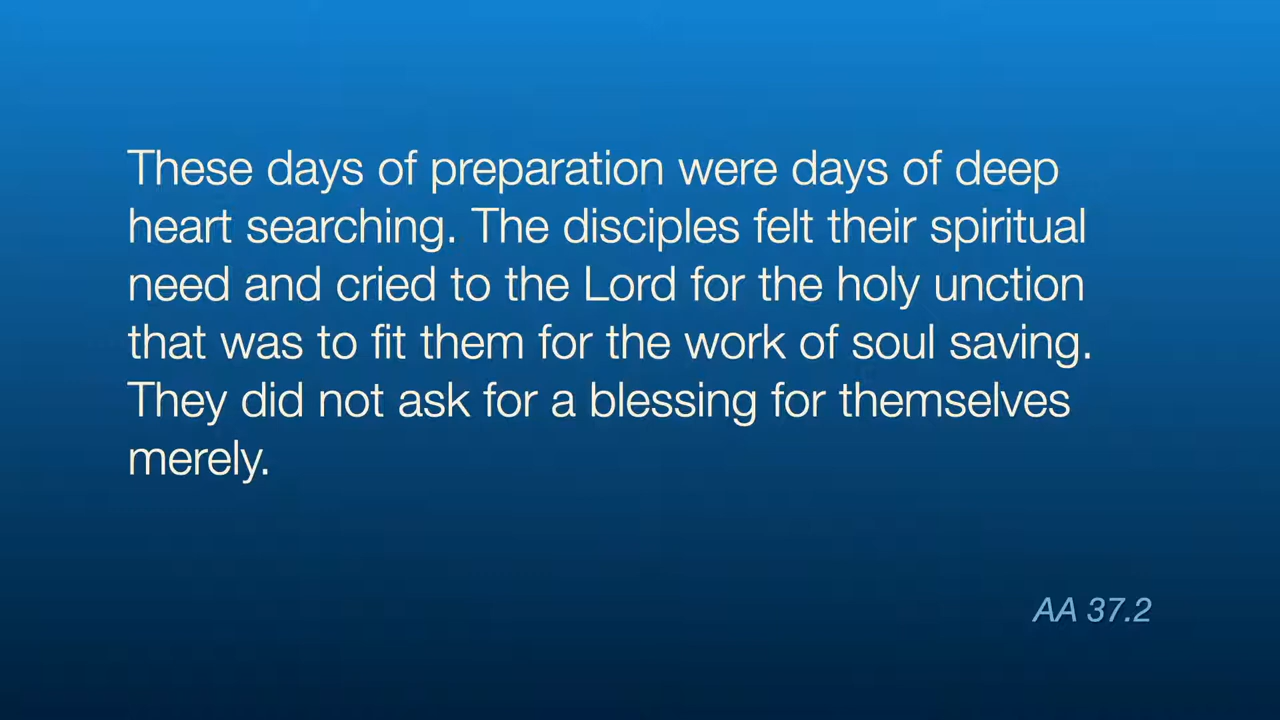 These days of preparation were days of deep
heart searching. The disciples felt their spiritual
need and cried to the Lord for the holy unction
that was to fit them for the work of soul saving.
They did not ask for a blessing for themselves
merely.
AA 37.2